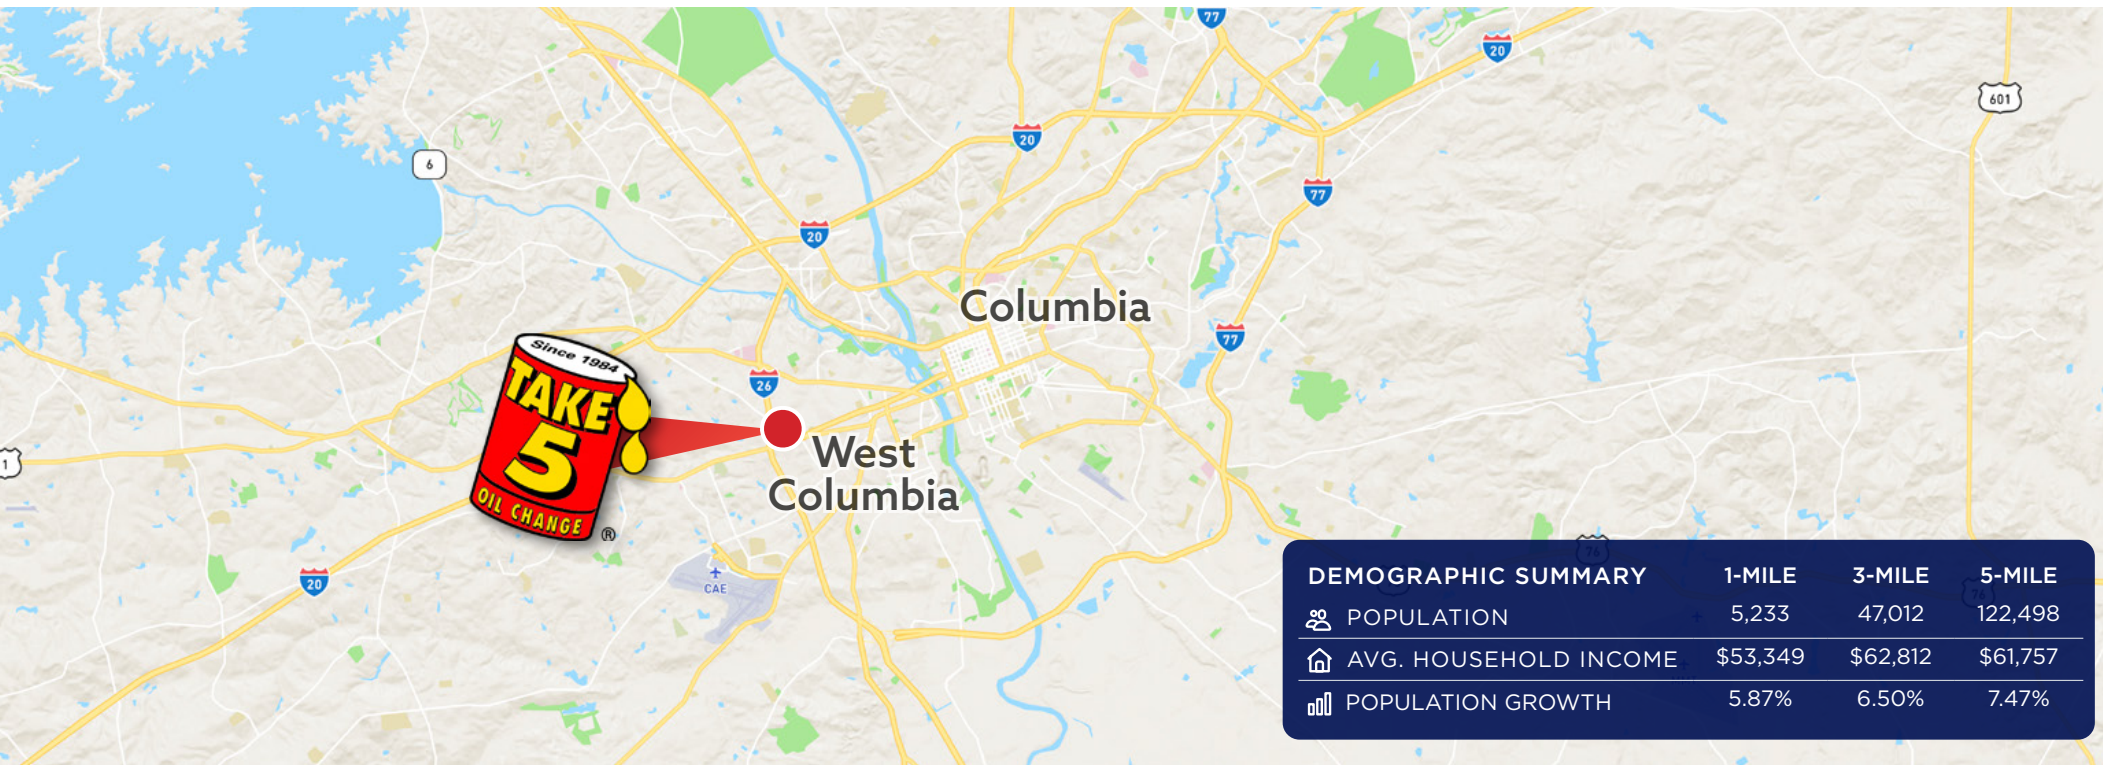 77
20
601
20
6
77
20
Columbia
77
Since 1984
TAKE
5
OIL CHANGE
®
26
West
Columbia
1
20
CAE
76
76
DEMOGRAPHIC SUMMARY 1-MILE 3-MILE 5-MILE
POPULATION 5,233 47,012 122,498
AVG. HOUSEHOLD INCOME $53,349 $62,812 $61,757
POPULATION GROWTH 5.87% 6.50% 7.47%